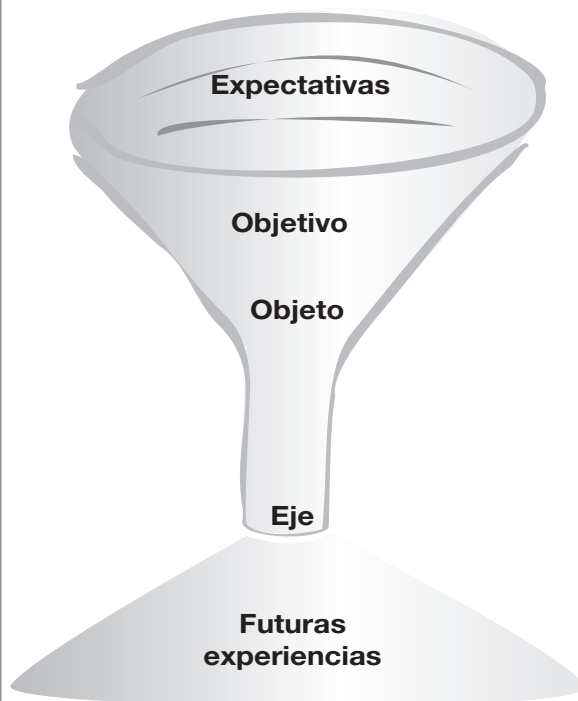 Expectativas
Objetivo
Objeto
Eje
Futuras
experiencias